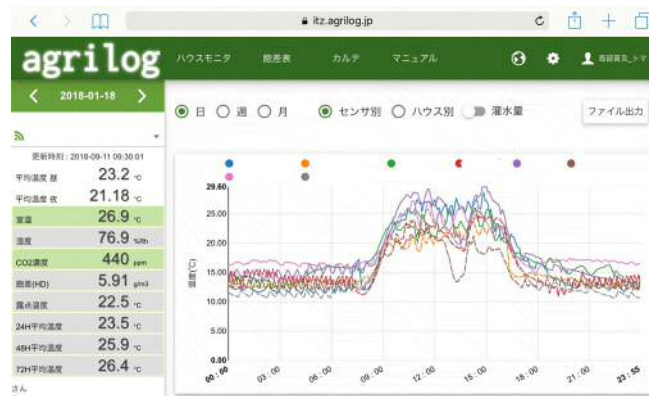 itz.agrilog.jp
agrilog
ハウスモニタ 飽差表 カルテ マニュアル
2018-01-18
日 週 月 センサ別 ハウス別 灌水量 ファイル出力
更新時刻 : 2018-09-11 09:30:01
平均温度 昼 23.2 ℃
平均温度 夜 21.18 ℃
室温 26.9 ℃
湿度 76.9 %Rh
CO2濃度 440 ppm
飽差(HD) 5.91 g/m3
露点温度 22.5 ℃
24H平均温度 23.5 ℃
48H平均温度 25.9 ℃
72H平均温度 26.4 ℃
さん
温度(℃)
29.60
25.00
20.00
15.00
10.00
5.00
0.00
00 : 00 03 : 00 06 : 00 09 : 00 12 : 00 15 : 00 18 : 00 21 : 00 23 : 55